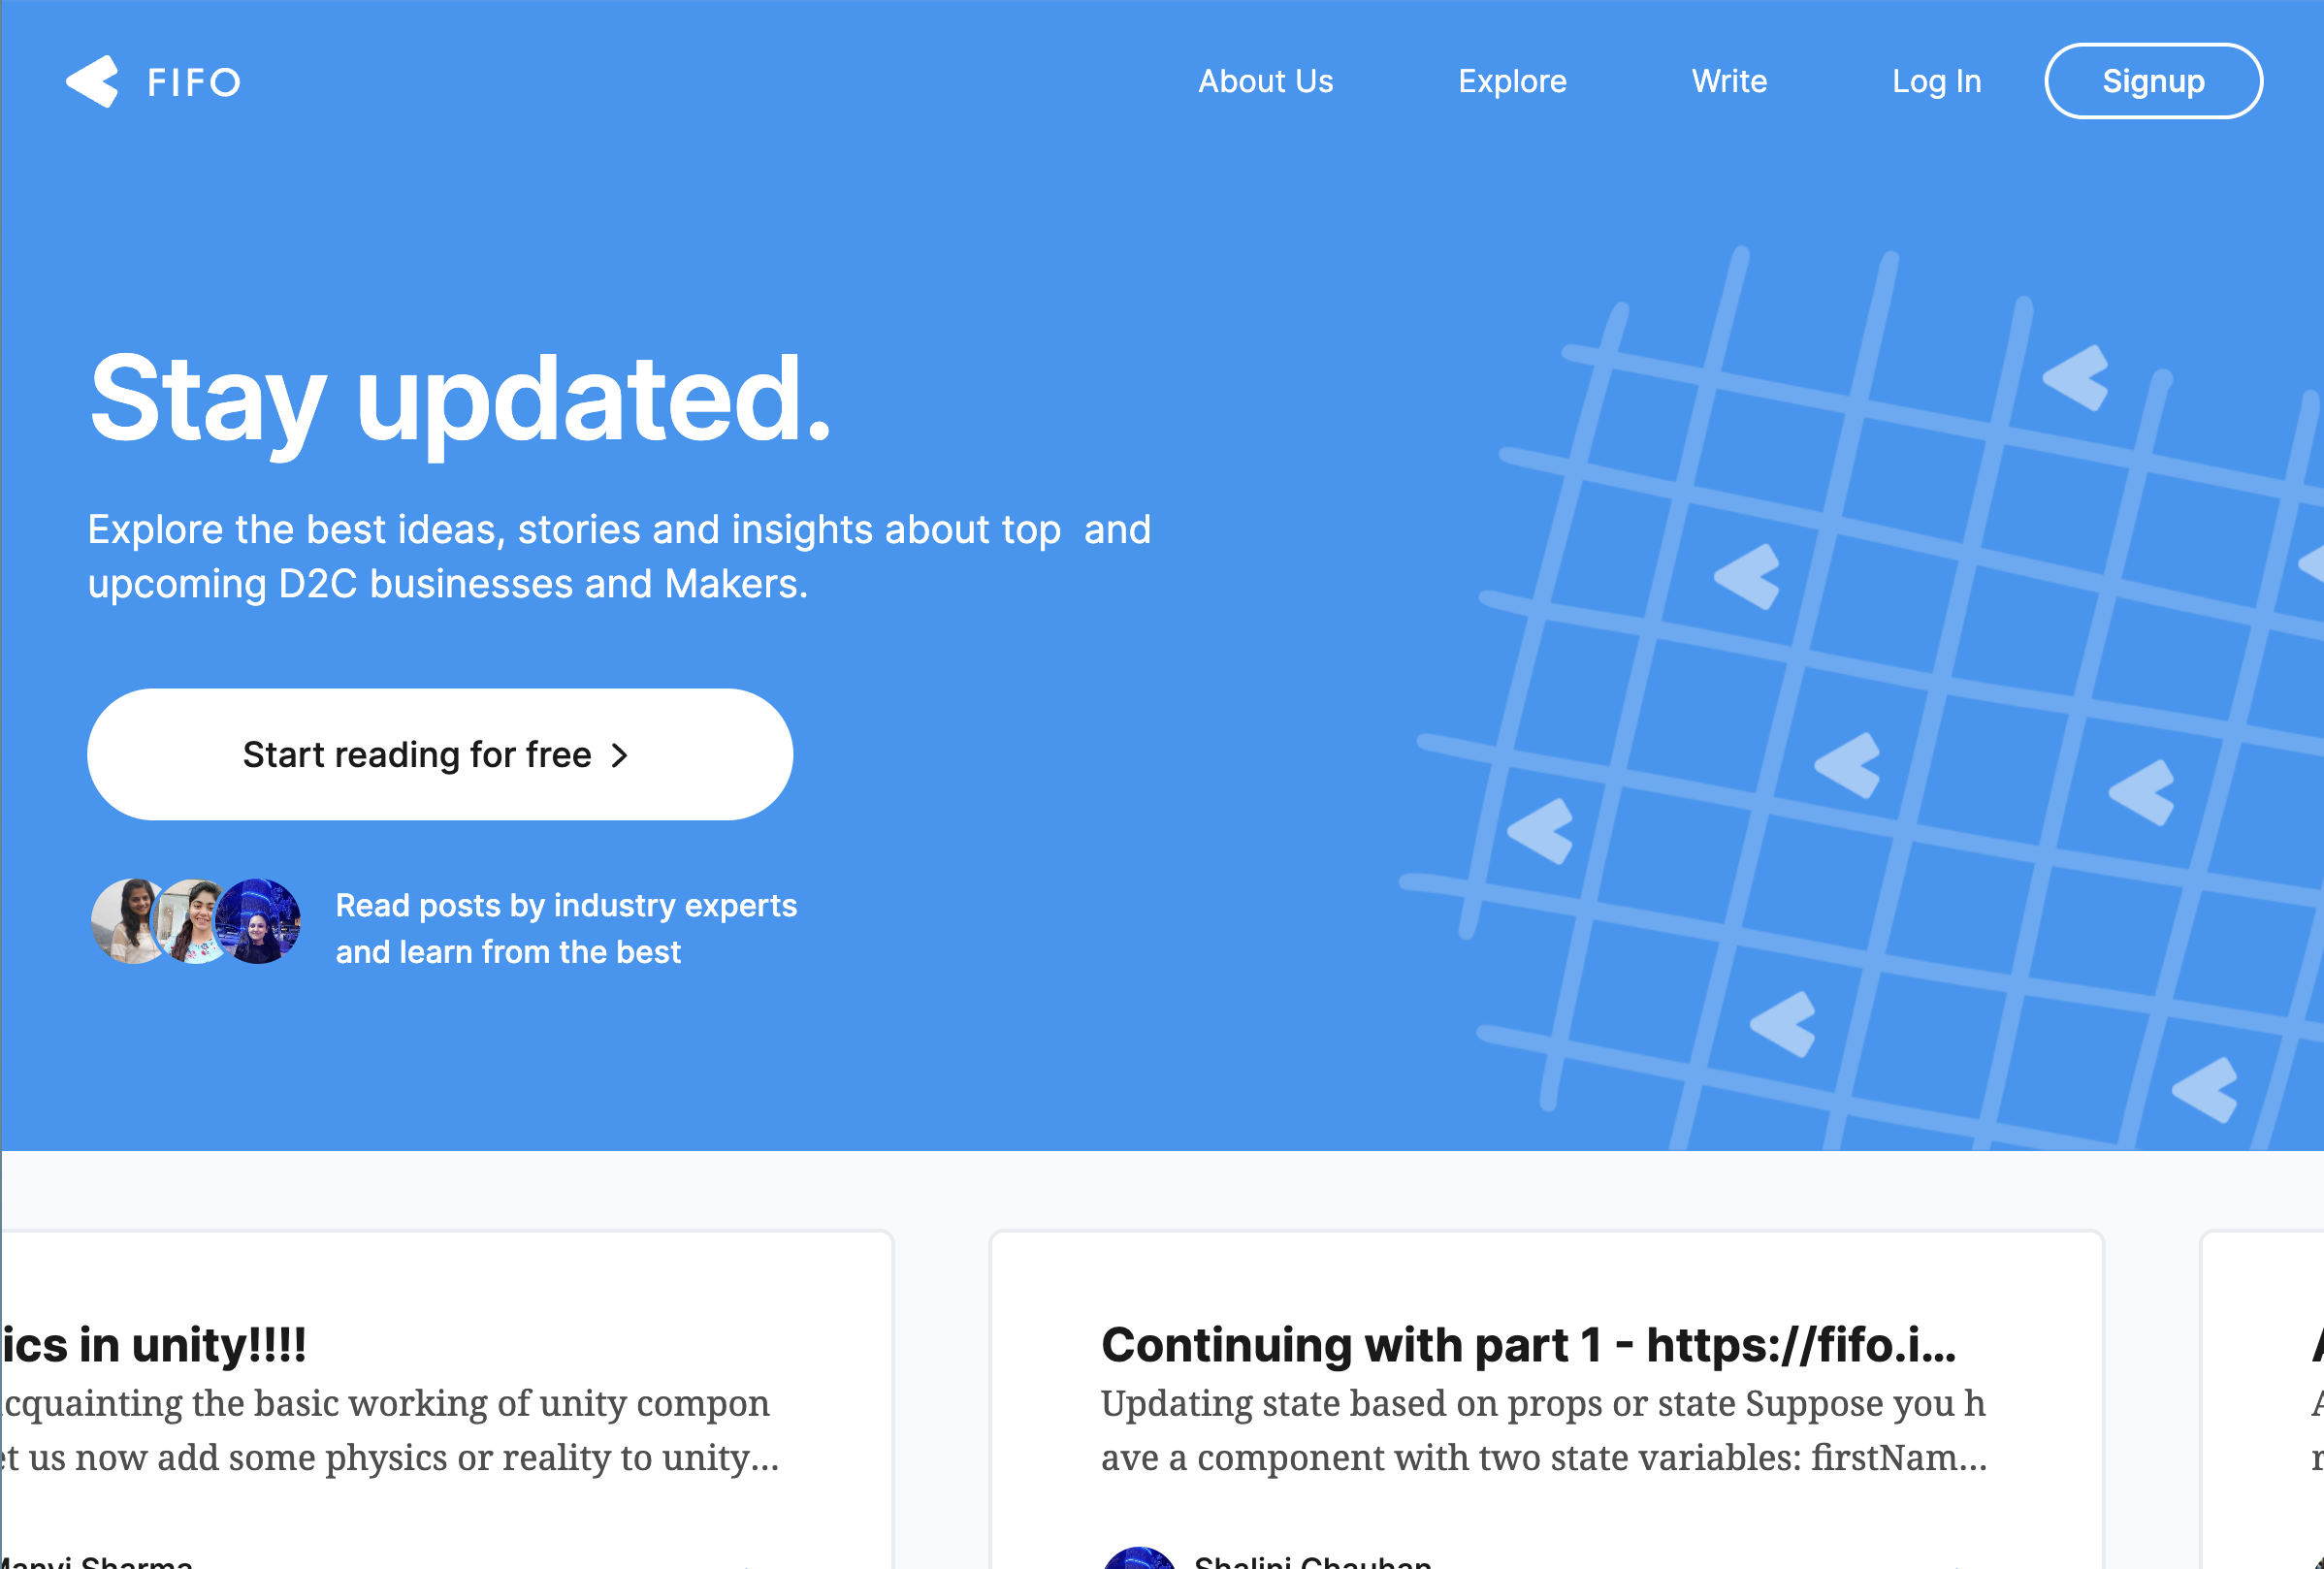 FIFO
About Us
Explore
Write
Log In
Signup
Stay updated.
Explore the best ideas, stories and insights about top  and
upcoming D2C businesses and Makers.
Start reading for free
Read posts by industry experts
and learn from the best
ics in unity!!!!
cquainting the basic working of unity compon
et us now add some physics or reality to unity...
Manvi Sharma
Continuing with part 1 - https://fifo.i...
Updating state based on props or state Suppose you h
ave a component with two state variables: firstNam...
Shalini Chauhan